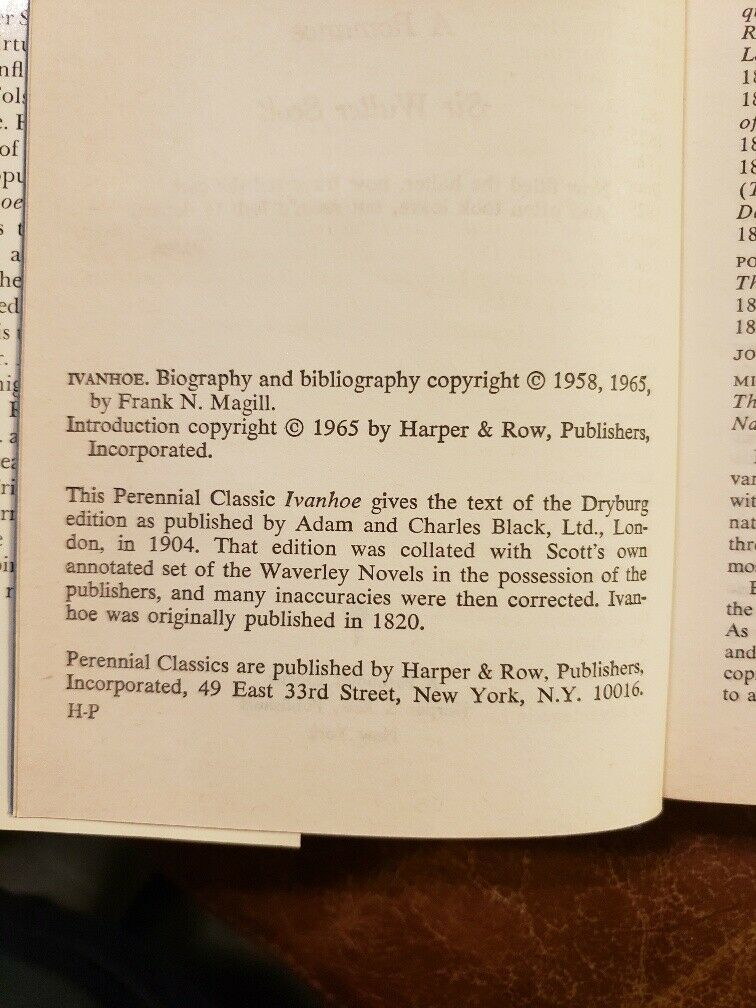 IVANHOE. Biography and bibliography copyright © 1958, 1965,
by Frank N. Magill.
Introduction copyright © 1965 by Harper & Row, Publishers,
Incorporated.
This Perennial Classic Ivanhoe gives the text of the Dryburg
edition as published by Adam and Charles Black, Ltd., Lon-
don, in 1904. That edition was collated with Scott's own
annotated set of the Waverley Novels in the possession of the
publishers, and many inaccuracies were then corrected. Ivan-
hoe was originally published in 1820.
Perennial Classics are published by Harper & Row, Publishers,
Incorporated, 49 East 33rd Street, New York, N.Y. 10016.
H-P